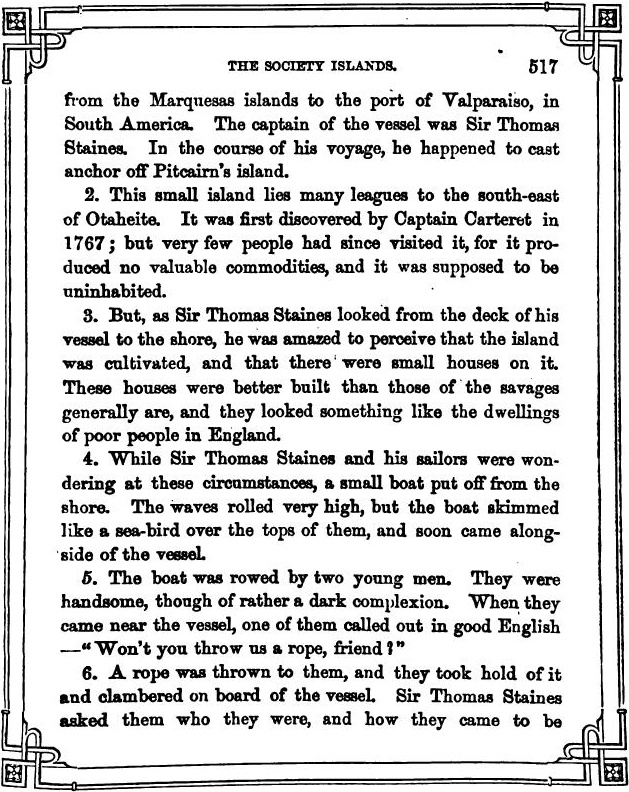 THE SOCIETY ISLANDS. 517
from the Marquesas islands to the port of Valparaiso, in
South America. The captain of the vessel was Sir Thomas
Staines. In the course of his voyage, he happened to cast
anchor off Pitcairn's island.
2. This small island lies many leagues to the south-east
of Otaheite. It was first discovered by Captain Carteret in
1767; but very few people had since visited it, for it pro-
duced no valuable commodities, and it was supposed to be
uninhabited.
3. But, as Sir Thomas Staines looked from the deck of his
vessel to the shore, he was amazed to perceive that the island
was cultivated, and that there were small houses on it.
These houses were better built than those of the savages
generally are, and they looked something like the dwellings
of poor people in England.
4. While Sir Thomas Staines and his sailors were won-
dering at these circumstances, a small boat put off from the
shore. The waves rolled very high, but the boat skimmed
like a sea-bird over the tops of them, and soon came along-
side of the vessel.
5. The boat was rowed by two young men. They were
handsome, though of rather a dark complexion. When they
came near the vessel, one of them called out in good English
—"Won't you throw us a rope, friend?"
6. A rope was thrown to them, and they took hold of it
and clambered on board of the vessel. Sir Thomas Staines
asked them who they were, and how they came to be